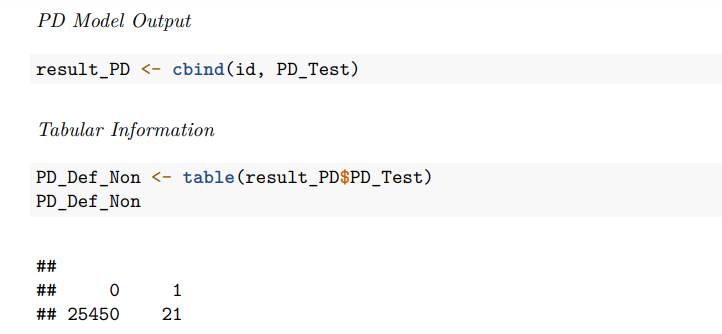 PD Model Output
result_PD <- cbind(id, PD_Test)
Tabular Information
PD_Def_Non <- table(result_PD$PD_Test)
PD_Def_Non
##
##     0     1
## 25450    21